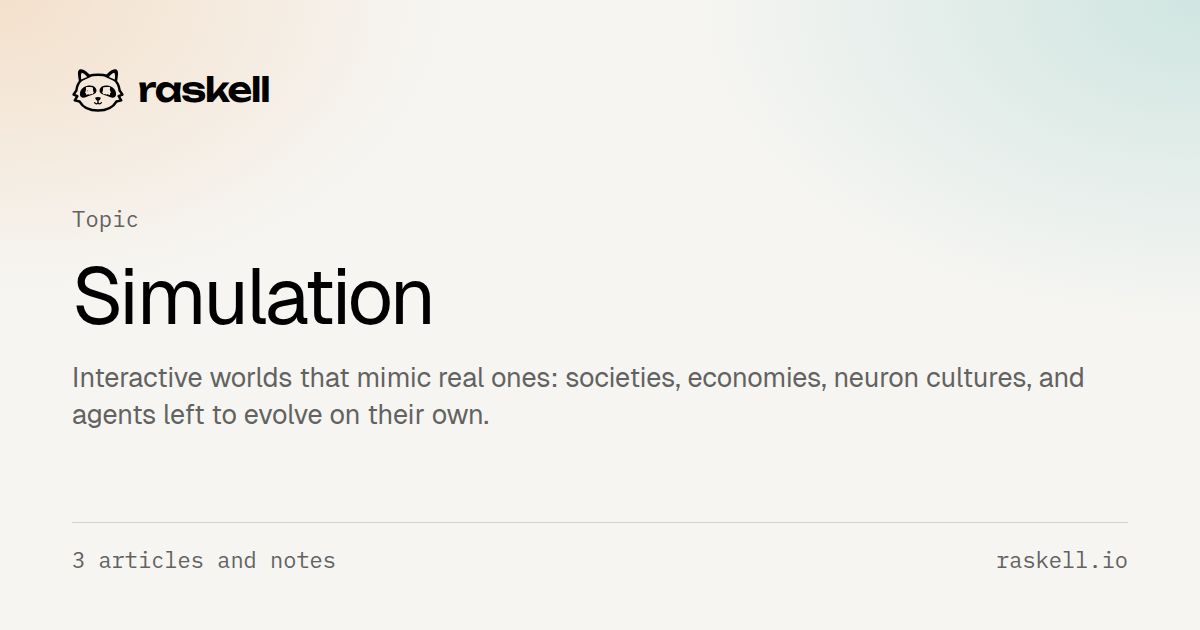 raskell
Topic
Simulation
Interactive worlds that mimic real ones: societies, economies, neuron cultures, and
agents left to evolve on their own.
3 articles and notes
raskell.io